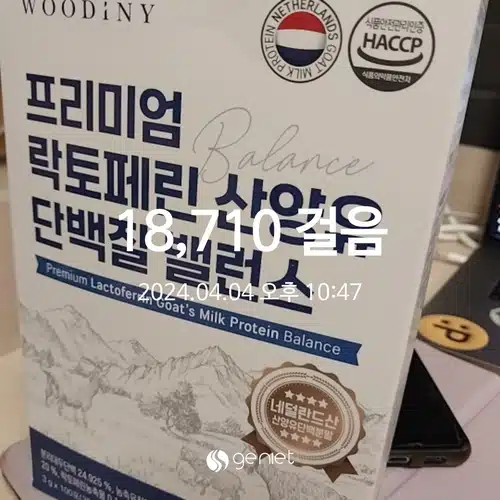 WOODiNY
PROTEIN NETHERLANDS GOAT MILK
식품안전관리인증
HACCP
식품의약품안전처
프리미엄
Balance
락토페린 산양유
단백질 밸런스
18,710 걸음
2024.04.04 오후 10:47
Premium Lactoferrin Goat's Milk Protein Balance
네덜란드산
산양유단백분말
geniet